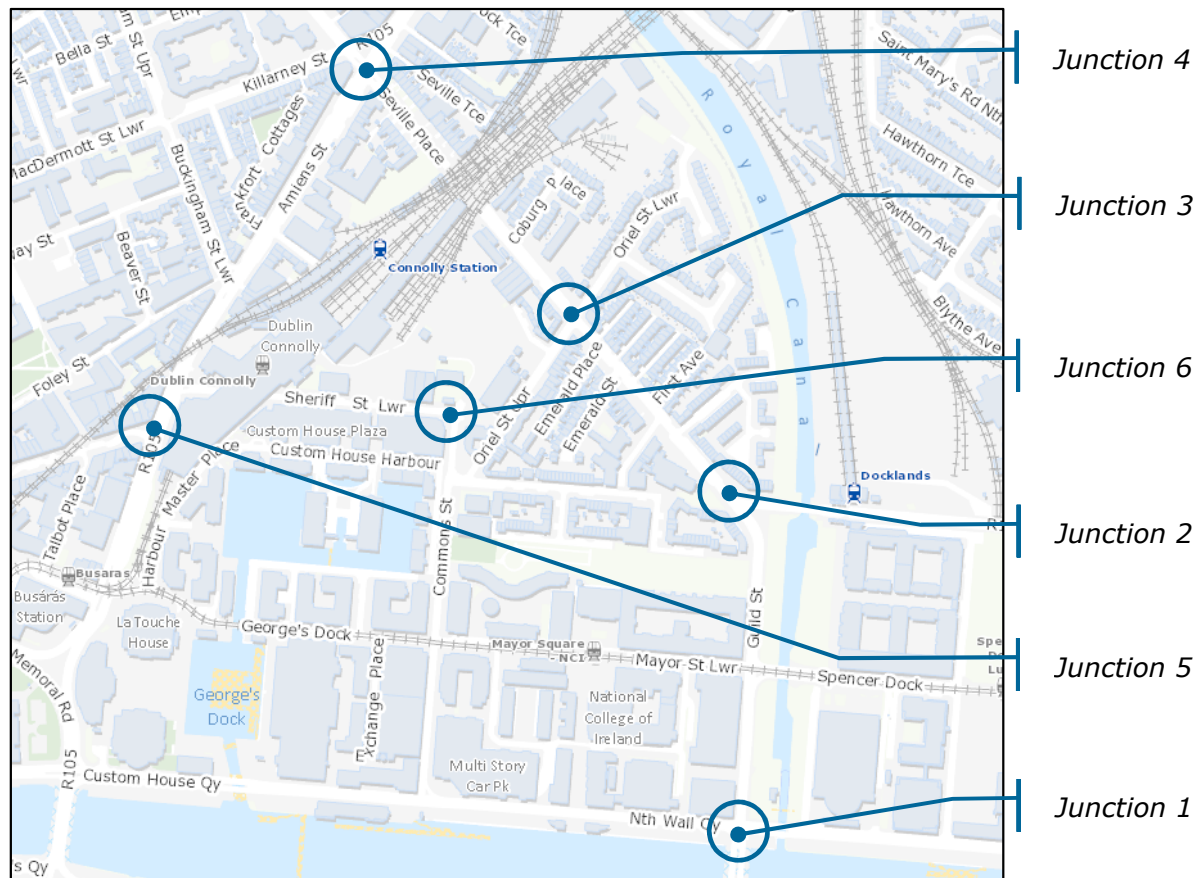 Bella St
Killarney St
R105
Tce
Seville Tce
Seville Place
Saint Mary's Rd Nth
Hawthorn Tce
Hawthorn Ave
Blythe Ave
MacDermott St Lwr
Buckingham St Lwr
Frankfort Cottages
Amiens St
Beaver St
Coburg Place
Oriel St Lwr
Royal Canal
Connolly Station
Dublin
Connolly
Foley St
Dublin Connolly
Sheriff St Lwr
Custom House Plaza
Custom House Harbour
Oriel St Upr
Emerald Place
Emerald St
First Ave
R105
Talbot Place
Harbour Master Place
Commons St
Docklands
Guild St
Busaras
Busáras
Station
La Touche
House
George's Dock
Mayor Square
- NCI
Mayor St Lwr
Spencer Dock
Memorial Rd
George's
Dock
Exchange Place
National
College of
Ireland
Multi Story
Car Pk
R105
Custom House Qy
Nth Wall Qy
's Qy
Junction 4
Junction 3
Junction 6
Junction 2
Junction 5
Junction 1